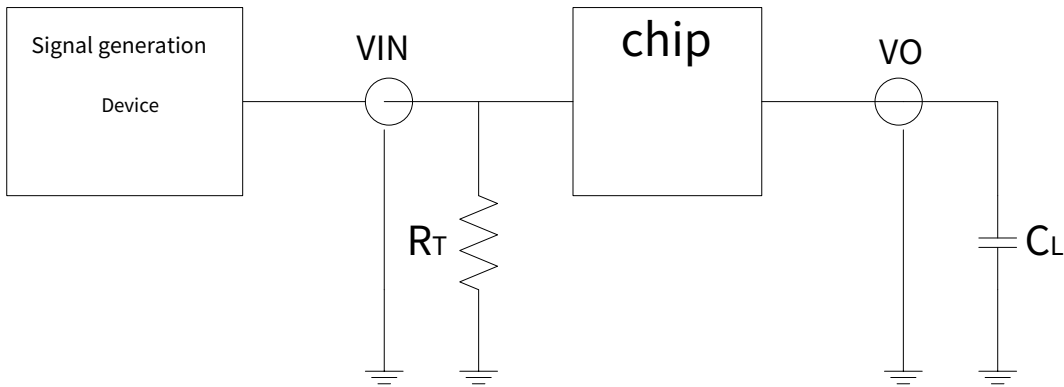 Signal generation
Device
VIN
chip
VO
RT
CL